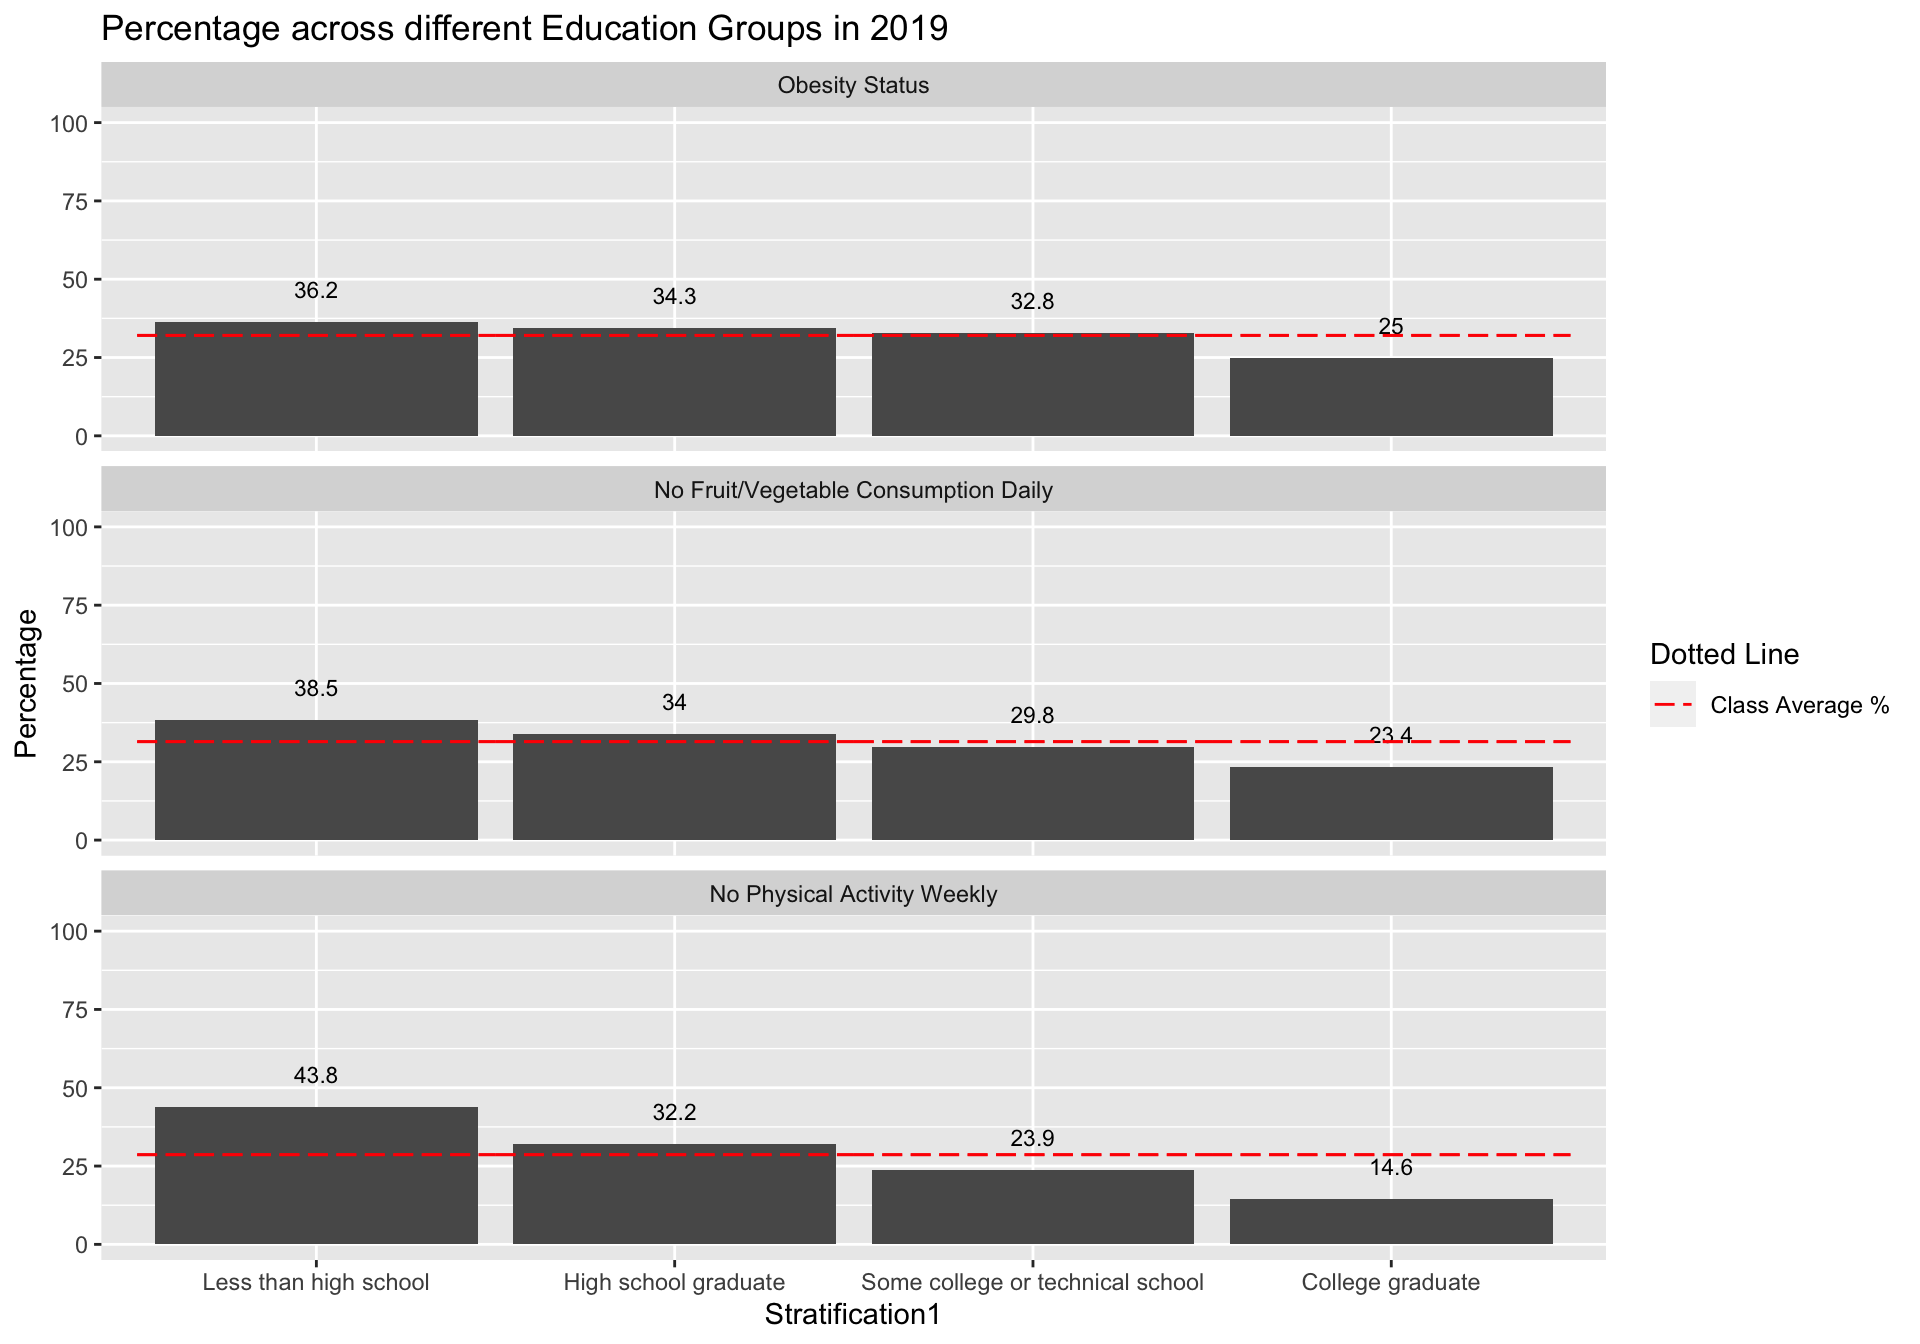 Percentage across different Education Groups in 2019
Obesity Status
100
75
50
25
0
36.2
34.3
32.8
25
No Fruit/Vegetable Consumption Daily
100
75
50
25
0
38.5
34
29.8
23.4
No Physical Activity Weekly
100
75
50
25
0
43.8
32.2
23.9
14.6
Less than high school
High school graduate
Some college or technical school
College graduate
Stratification1
Percentage
Dotted Line
Class Average %